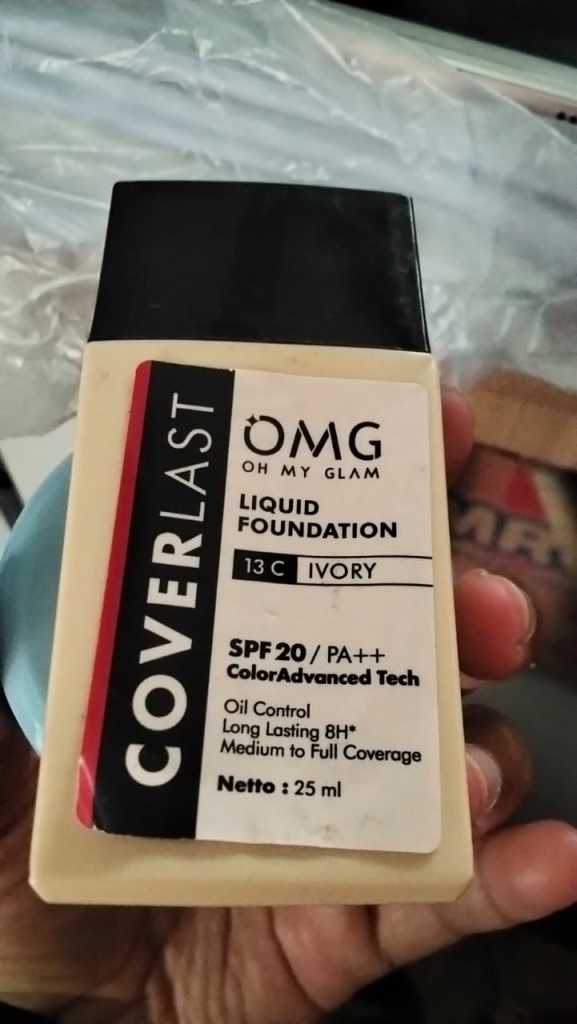 COVERLAST
OMG
OH MY GLAM
LIQUID
FOUNDATION
13 C IVORY
SPF 20 / PA++
ColorAdvanced Tech
Oil Control
Long Lasting 8H*
Medium to Full Coverage
Netto : 25 ml